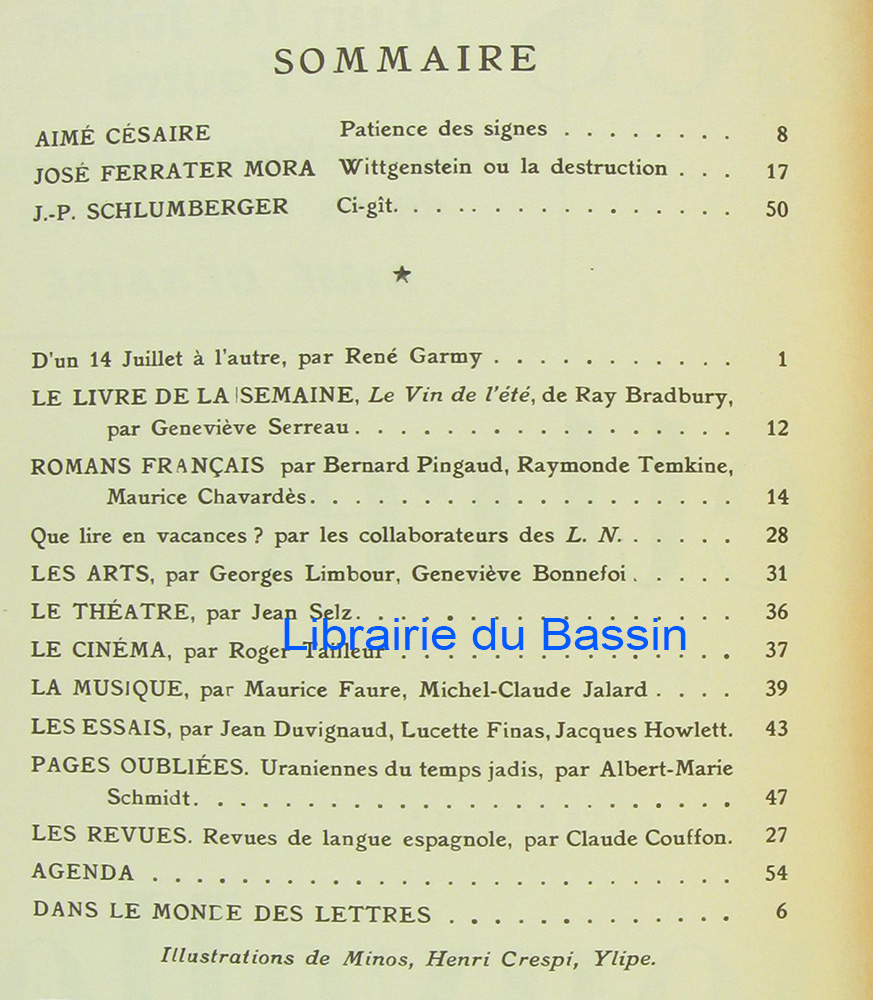 SOMMAIRE
AIMÉ CÉSAIRE Patience des signes . . . . . . . . 8
JOSÉ FERRATER MORA Wittgenstein ou la destruction . . . 17
J.-P. SCHLUMBERGER Ci-gît. . . . . . . . . . . . . . . 50
★
D'un 14 Juillet à l'autre, par René Garmy . . . . . . . . . . . 1
LE LIVRE DE LA SEMAINE, Le Vin de l'été, de Ray Bradbury,
par Geneviève Serreau . . . . . . . . . . . . . . . . . 12
ROMANS FRANÇAIS par Bernard Pingaud, Raymonde Temkine,
Maurice Chavardès. . . . . . . . . . . . . . . . . . . 14
Que lire en vacances ? par les collaborateurs des L. N. . . . . . 28
LES ARTS, par Georges Limbour, Geneviève Bonnefoi . . . . . 31
LE THÉATRE, par Jean Selz. . . . . . . . . . . . . . . . . 36
LE CINÉMA, par Roger Tailleur . . . . . . . . . . . . . . . 37
Librairie du Bassin
LA MUSIQUE, par Maurice Faure, Michel-Claude Jalard . . . . 39
LES ESSAIS, par Jean Duvignaud, Lucette Finas, Jacques Howlett. 43
PAGES OUBLIÉES. Uraniennes du temps jadis, par Albert-Marie
Schmidt. . . . . . . . . . . . . . . . . . . . . . . . 47
LES REVUES. Revues de langue espagnole, par Claude Couffon. 27
AGENDA . . . . . . . . . . . . . . . . . . . . . . . . . 54
DANS LE MONDE DES LETTRES . . . . . . . . . . . . . 6
Illustrations de Minos, Henri Crespi, Ylipe.